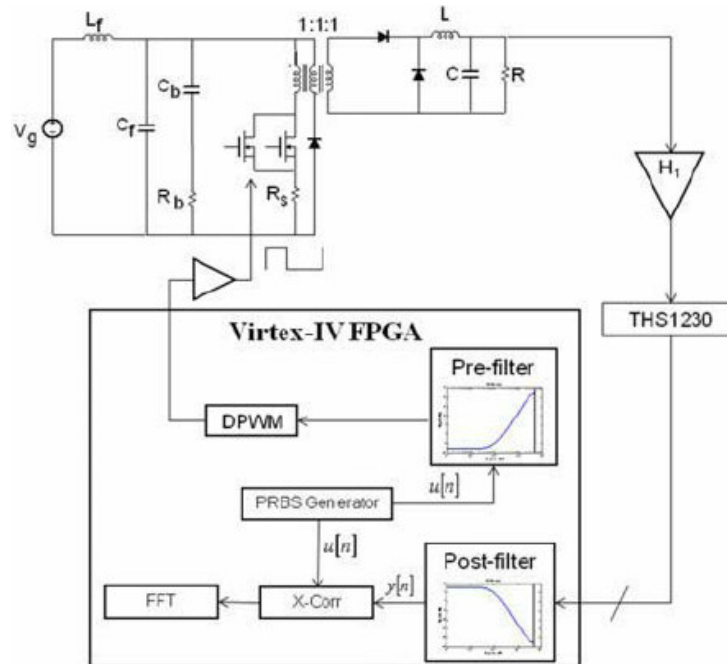 L_f
1:1:1
L
C_b
C_f
V_g
R_b
R_s
C
R
H_1
THS1230
Virtex-IV FPGA
Pre-filter
DPWM
u[n]
PRBS Generator
u[n]
Post-filter
y[n]
X-Corr
FFT